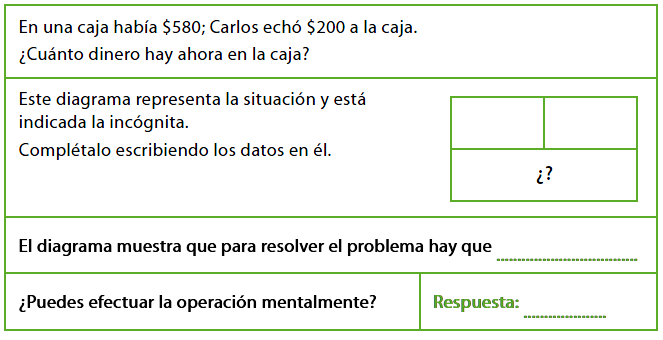 En una caja había $580; Carlos echó $200 a la caja.
¿Cuánto dinero hay ahora en la caja?
Este diagrama representa la situación y está
indicada la incógnita.
Complétalo escribiendo los datos en él.
¿?
El diagrama muestra que para resolver el problema hay que
¿Puedes efectuar la operación mentalmente?
Respuesta: